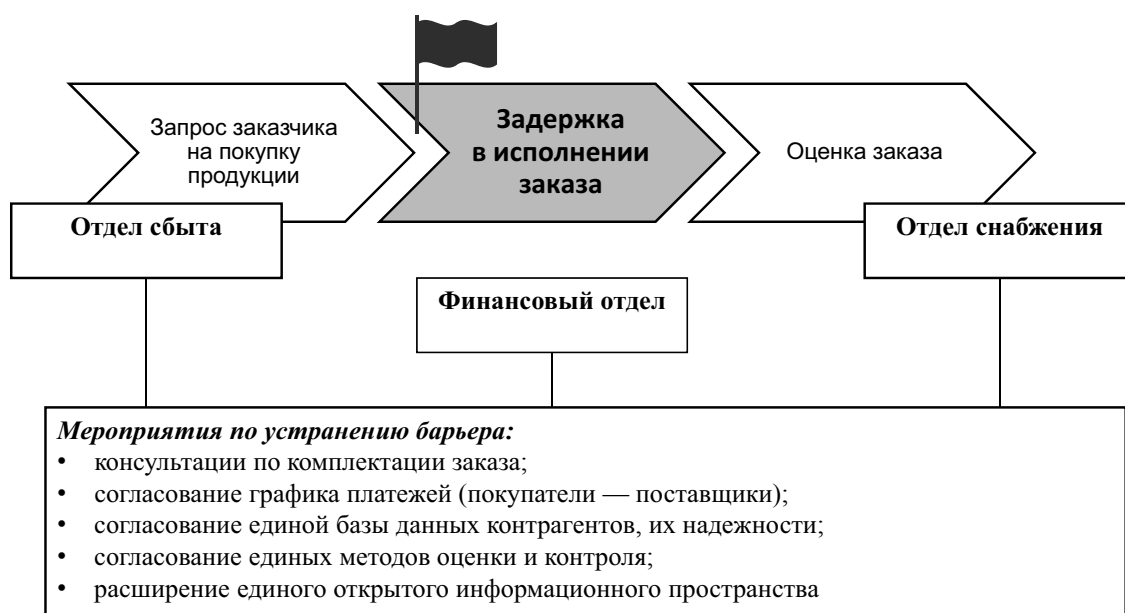 Запрос заказчика
на покупку
продукции
Задержка
в исполнении
заказа
Оценка заказа
Отдел сбыта
Отдел снабжения
Финансовый отдел
Мероприятия по устранению барьера:
• консультации по комплектации заказа;
• согласование графика платежей (покупатели — поставщики);
• согласование единой базы данных контрагентов, их надежности;
• согласование единых методов оценки и контроля;
• расширение единого открытого информационного пространства